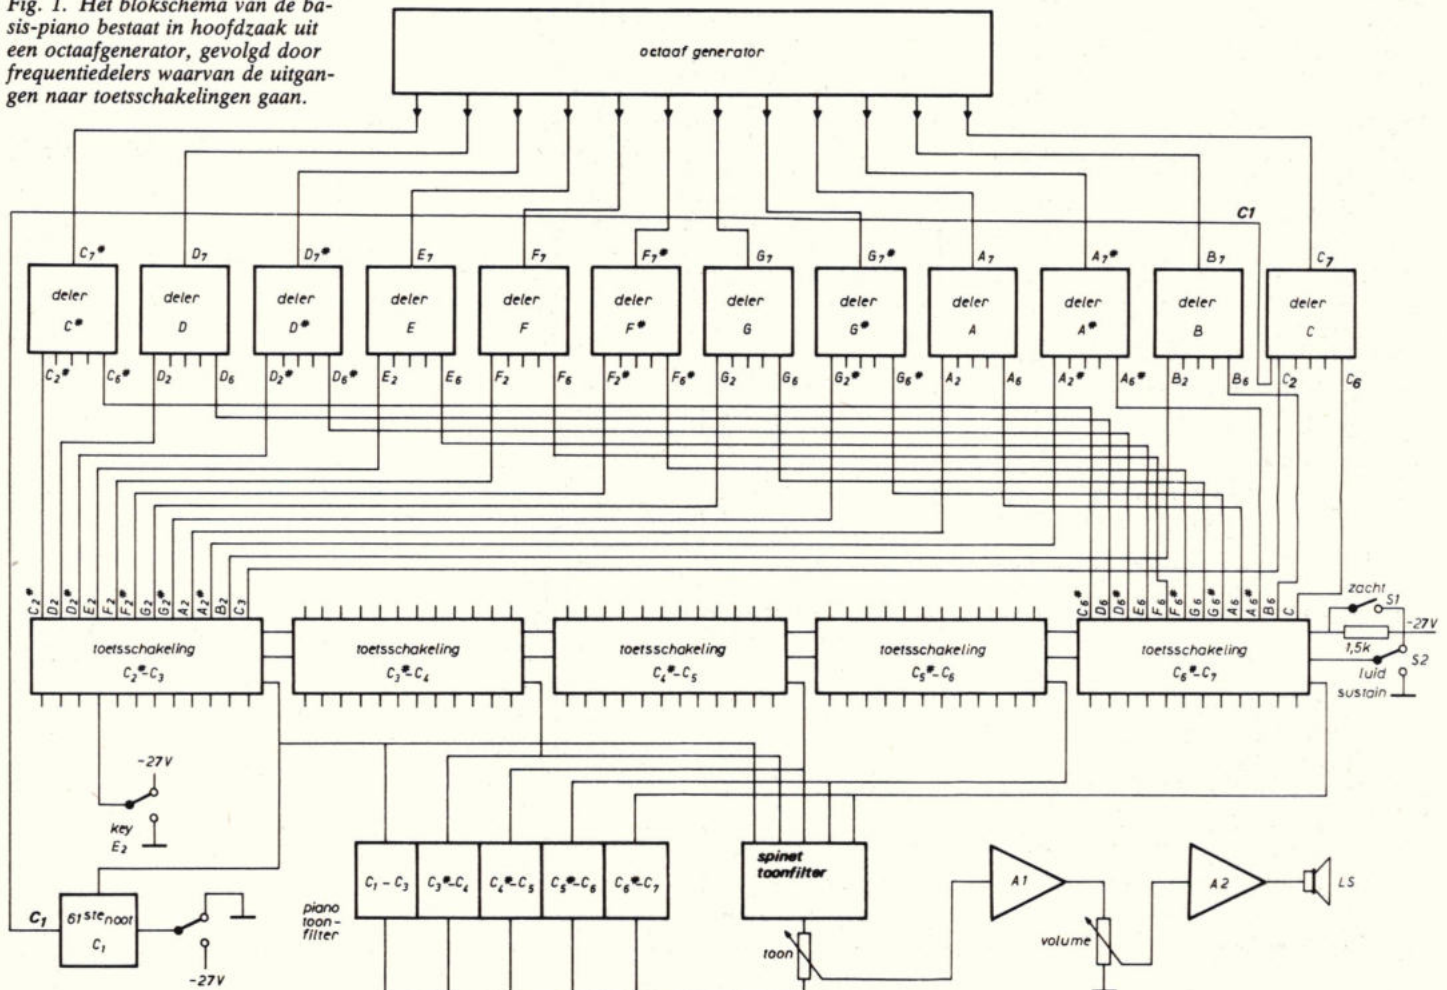 Fig. 1. Het blokschema van de ba-
sis-piano bestaat in hoofdzaak uit
een octaafgenerator, gevolgd door
frequentiedelers waarvan de uitgan-
gen naar toetsschakelingen gaan.
octaaf generator
C1
C7# D7 D7# E7 F7 F7# G7 G7# A7 A7# B7 C7
deler deler deler deler deler deler deler deler deler deler deler deler
C# D D# E F F# G G# A A# B C
C2# C6# D2 D6 D2# D6# E2 E6 F2 F6 F2# F6# G2 G6 G2# G6# A2 A6 A2# A6# B2 B6 C2 C6
C2# D2 D2# E2 F2 F2# G2 G2# A2 A2# B2 C3
C6# D6 D6# E6 F6 F6# G6 G6# A6 A6# B6 C
zacht
S1
-27V
1,5k
S2
luid
sustain
toetsschakeling toetsschakeling toetsschakeling toetsschakeling toetsschakeling
C2#-C3 C3#-C4 C4#-C5 C5#-C6 C6#-C7
-27V
key
E2
C1
61ste noot
C1
-27V
piano
toon-
filter
C1-C3 C3#-C4 C4#-C5 C5#-C6 C6#-C7
spinet
toonfilter
toon
A1
volume
A2
LS